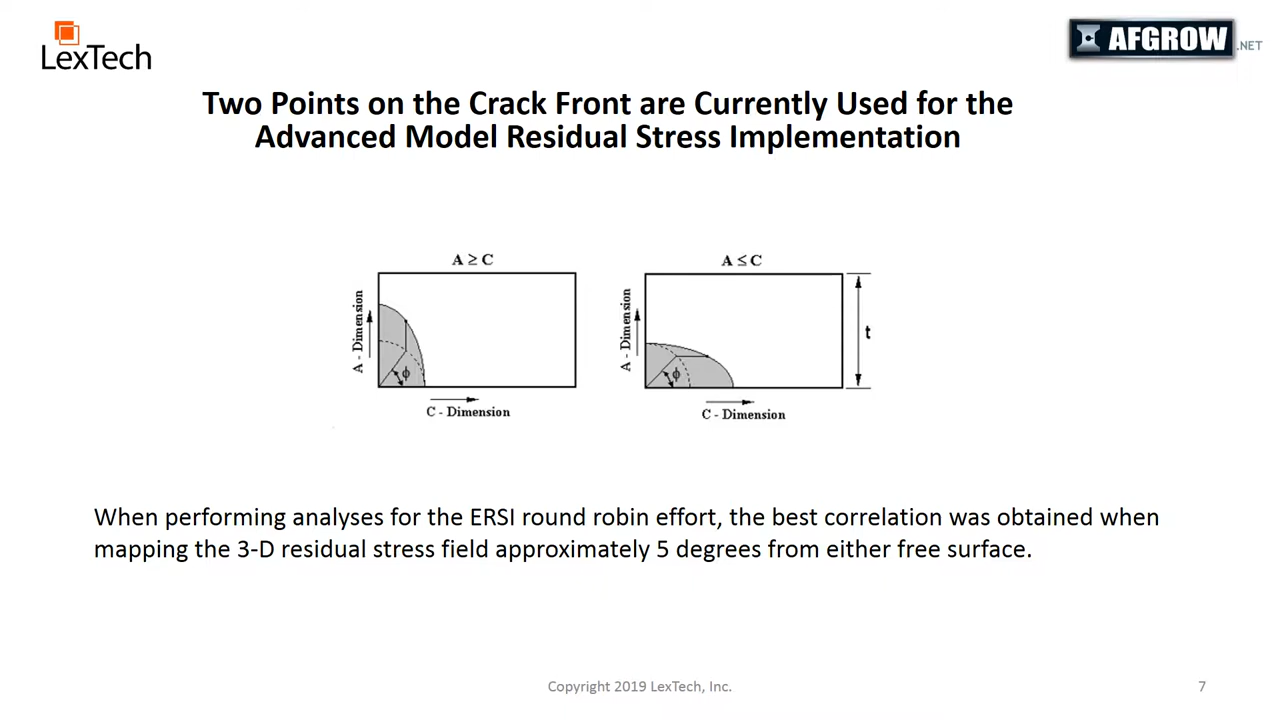 LexTech
AFGROW.NET
Two Points on the Crack Front are Currently Used for the
Advanced Model Residual Stress Implementation
A ≥ C
A - Dimension
ϕ
C - Dimension
A ≤ C
A - Dimension
ϕ
t
C - Dimension
When performing analyses for the ERSI round robin effort, the best correlation was obtained when
mapping the 3-D residual stress field approximately 5 degrees from either free surface.
Copyright 2019 LexTech, Inc.
7